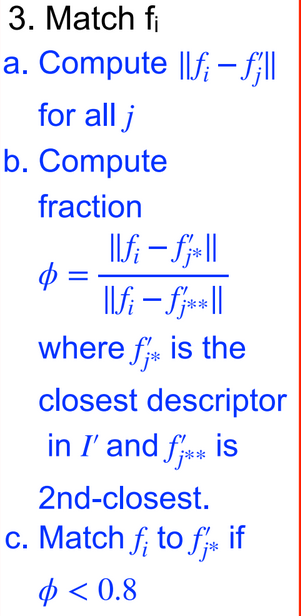 3. Match fᵢ
a. Compute ‖fᵢ − f′ⱼ‖
for all j
b. Compute
fraction
ϕ = ‖fᵢ − f′ⱼ*‖ / ‖fᵢ − f′ⱼ**‖
where f′ⱼ* is the
closest descriptor
in I′ and f′ⱼ** is
2nd-closest.
c. Match fᵢ to f′ⱼ* if
ϕ < 0.8